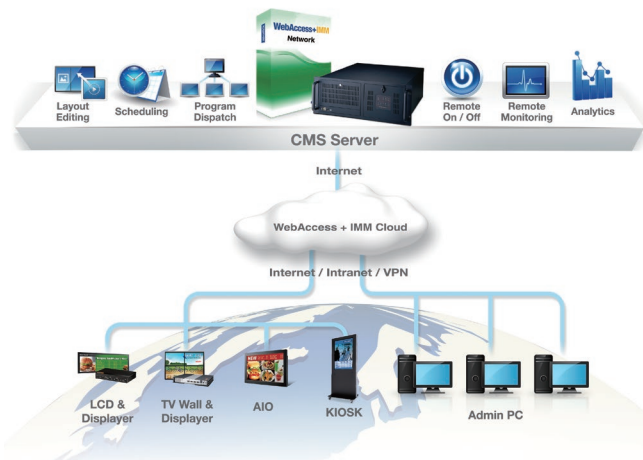 WebAccess+IMM
Network
Layout
Editing
Scheduling
Program
Dispatch
Remote
On / Off
Remote
Monitoring
Analytics
CMS Server
Internet
WebAccess + IMM Cloud
Internet / Intranet / VPN
LCD &
Displayer
TV Wall &
Displayer
AIO
KIOSK
Admin PC